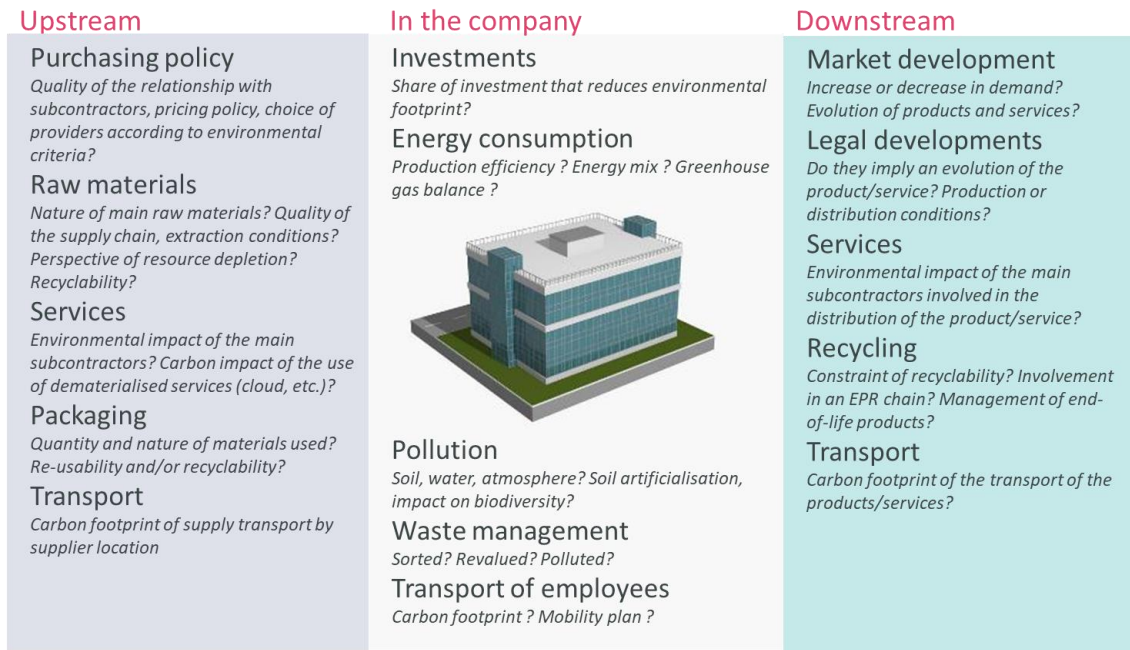 Upstream
Purchasing policy
Quality of the relationship with
subcontractors, pricing policy, choice of
providers according to environmental
criteria?
Raw materials
Nature of main raw materials? Quality of
the supply chain, extraction conditions?
Perspective of resource depletion?
Recyclability?
Services
Environmental impact of the main
subcontractors? Carbon impact of the use
of dematerialised services (cloud, etc.)?
Packaging
Quantity and nature of materials used?
Re-usability and/or recyclability?
Transport
Carbon footprint of supply transport by
supplier location
In the company
Investments
Share of investment that reduces environmental
footprint?
Energy consumption
Production efficiency ? Energy mix ? Greenhouse
gas balance ?
Pollution
Soil, water, atmosphere? Soil artificialisation,
impact on biodiversity?
Waste management
Sorted? Revalued? Polluted?
Transport of employees
Carbon footprint ? Mobility plan ?
Downstream
Market development
Increase or decrease in demand?
Evolution of products and services?
Legal developments
Do they imply an evolution of the
product/service? Production or
distribution conditions?
Services
Environmental impact of the main
subcontractors involved in the
distribution of the product/service?
Recycling
Constraint of recyclability? Involvement
in an EPR chain? Management of end-
of-life products?
Transport
Carbon footprint of the transport of the
products/services?